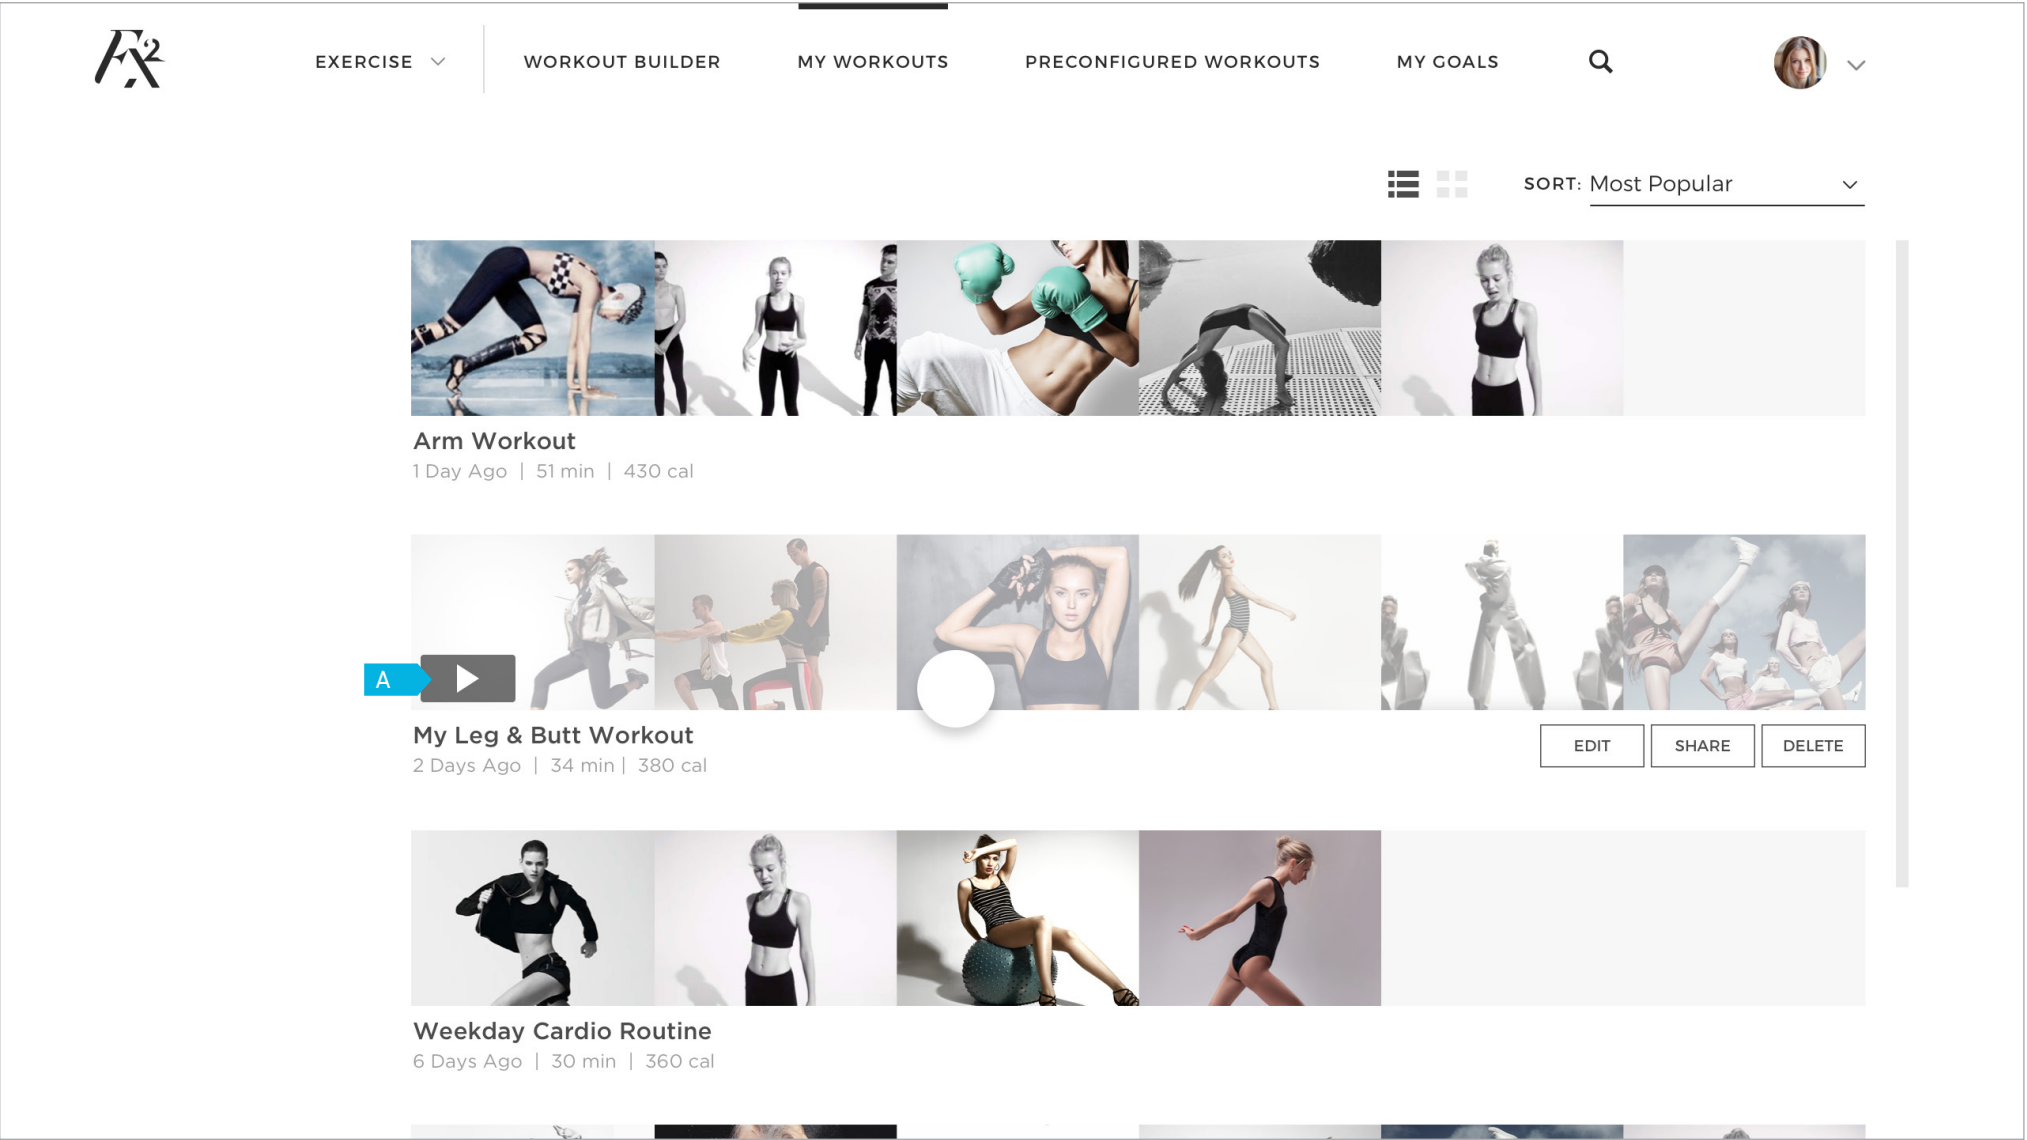 FX2
EXERCISE WORKOUT BUILDER MY WORKOUTS PRECONFIGURED WORKOUTS MY GOALS
SORT: Most Popular
Arm Workout
1 Day Ago | 51 min | 430 cal
A
My Leg & Butt Workout
2 Days Ago | 34 min | 380 cal
EDIT SHARE DELETE
Weekday Cardio Routine
6 Days Ago | 30 min | 360 cal